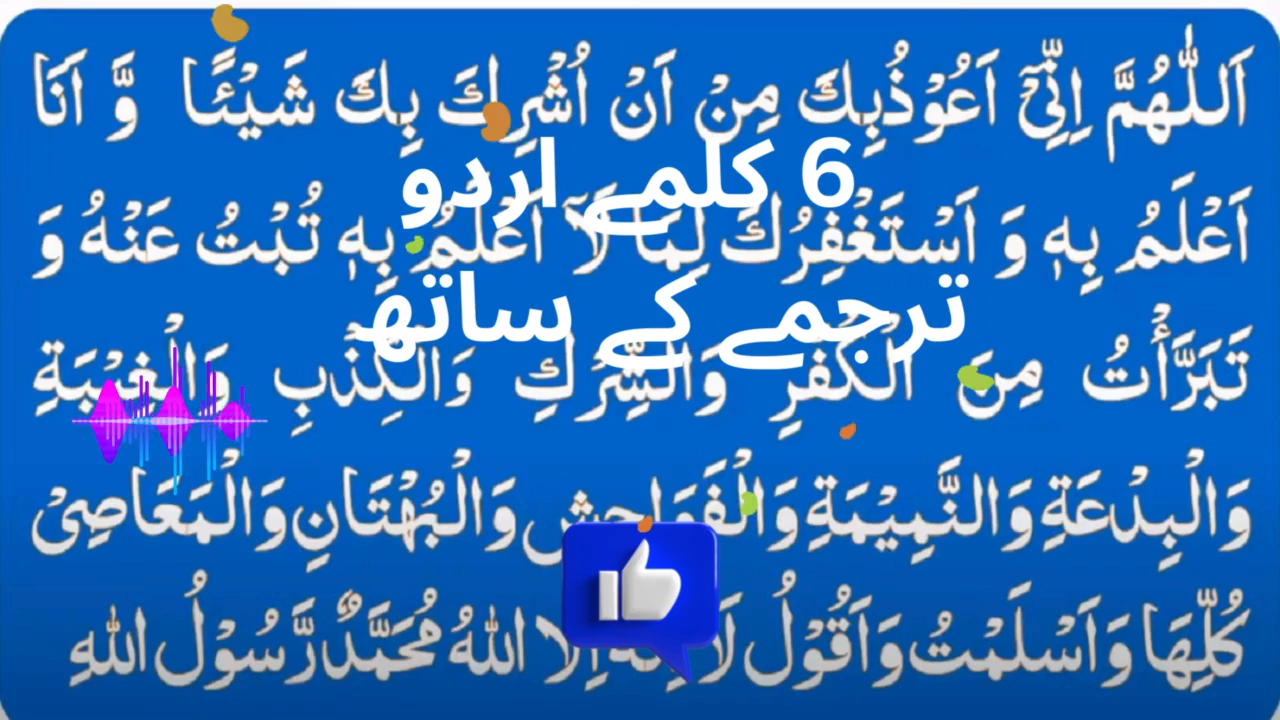 اَللّٰهُمَّ اِنِّیْٓ اَعُوْذُبِكَ مِنْ اَنْ اُشْرِكَ بِكَ شَیْئًا وَّ اَنَا
6 کلمے اردو
اَعْلَمُ بِهٖ وَ اَسْتَغْفِرُكَ لِمَا لَآ اَعْلَمُ بِهٖ تُبْتُ عَنْهُ وَ
ترجمے کے ساتھ
تَبَرَّأْتُ مِنَ الْكُفْرِ وَالشِّرْكِ وَالْكِذْبِ وَالْغِیْبَةِ
وَالْبِدْعَةِ وَالنَّمِیْمَةِ وَالْفَوَاحِشِ وَالْبُهْتَانِ وَالْمَعَاصِیْ
كُلِّهَا وَاَسْلَمْتُ وَاَقُوْلُ لَا اِلٰهَ اِلَّا اللّٰهُ مُحَمَّدٌ رَّسُوْلُ اللّٰهِ